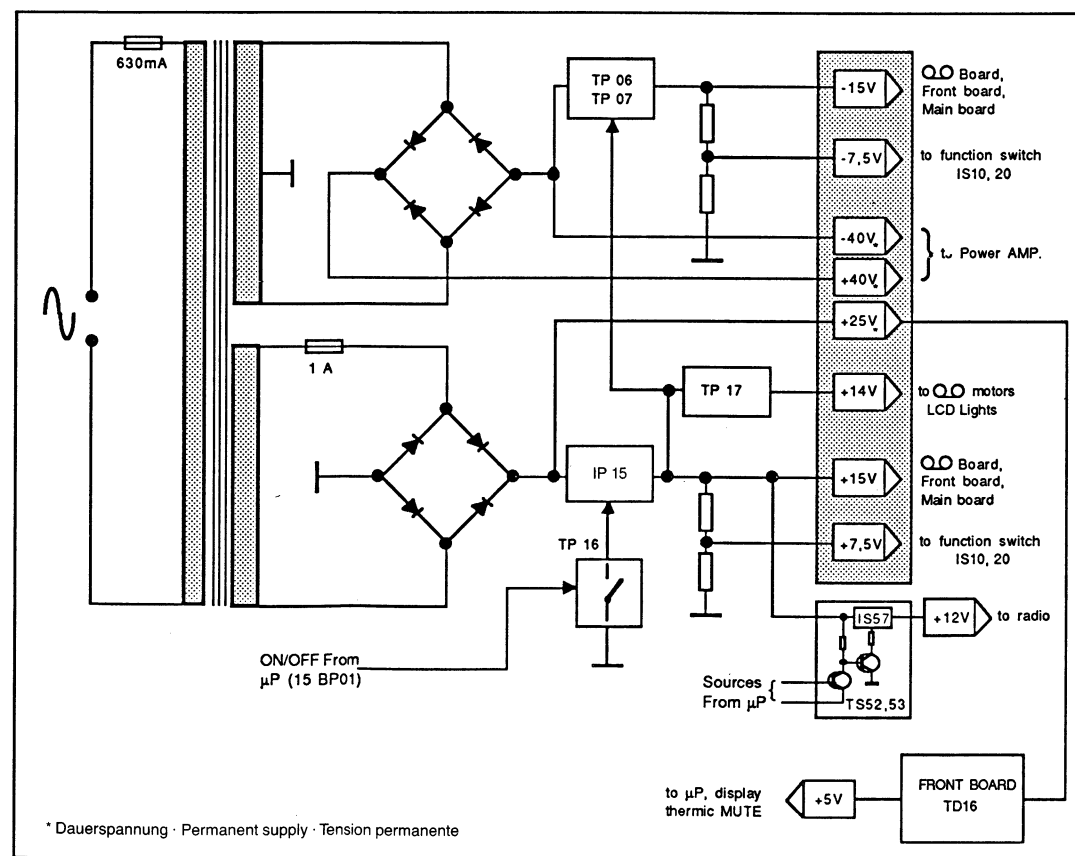 630mA
TP 06
TP 07
-15V
Board,
Front board,
Main board
-7,5V
to function switch
IS10, 20
-40V*
+40V*
to Power AMP.
+25V*
1 A
TP 17
+14V
to motors
LCD Lights
IP 15
+15V
Board,
Front board,
Main board
TP 16
+7,5V
to function switch
IS10, 20
IS57
+12V
to radio
ON/OFF From
µP (15 BP01)
Sources
From µP
TS52,53
to µP, display
thermic MUTE
+5V
FRONT BOARD
TD16
* Dauerspannung · Permanent supply · Tension permanente